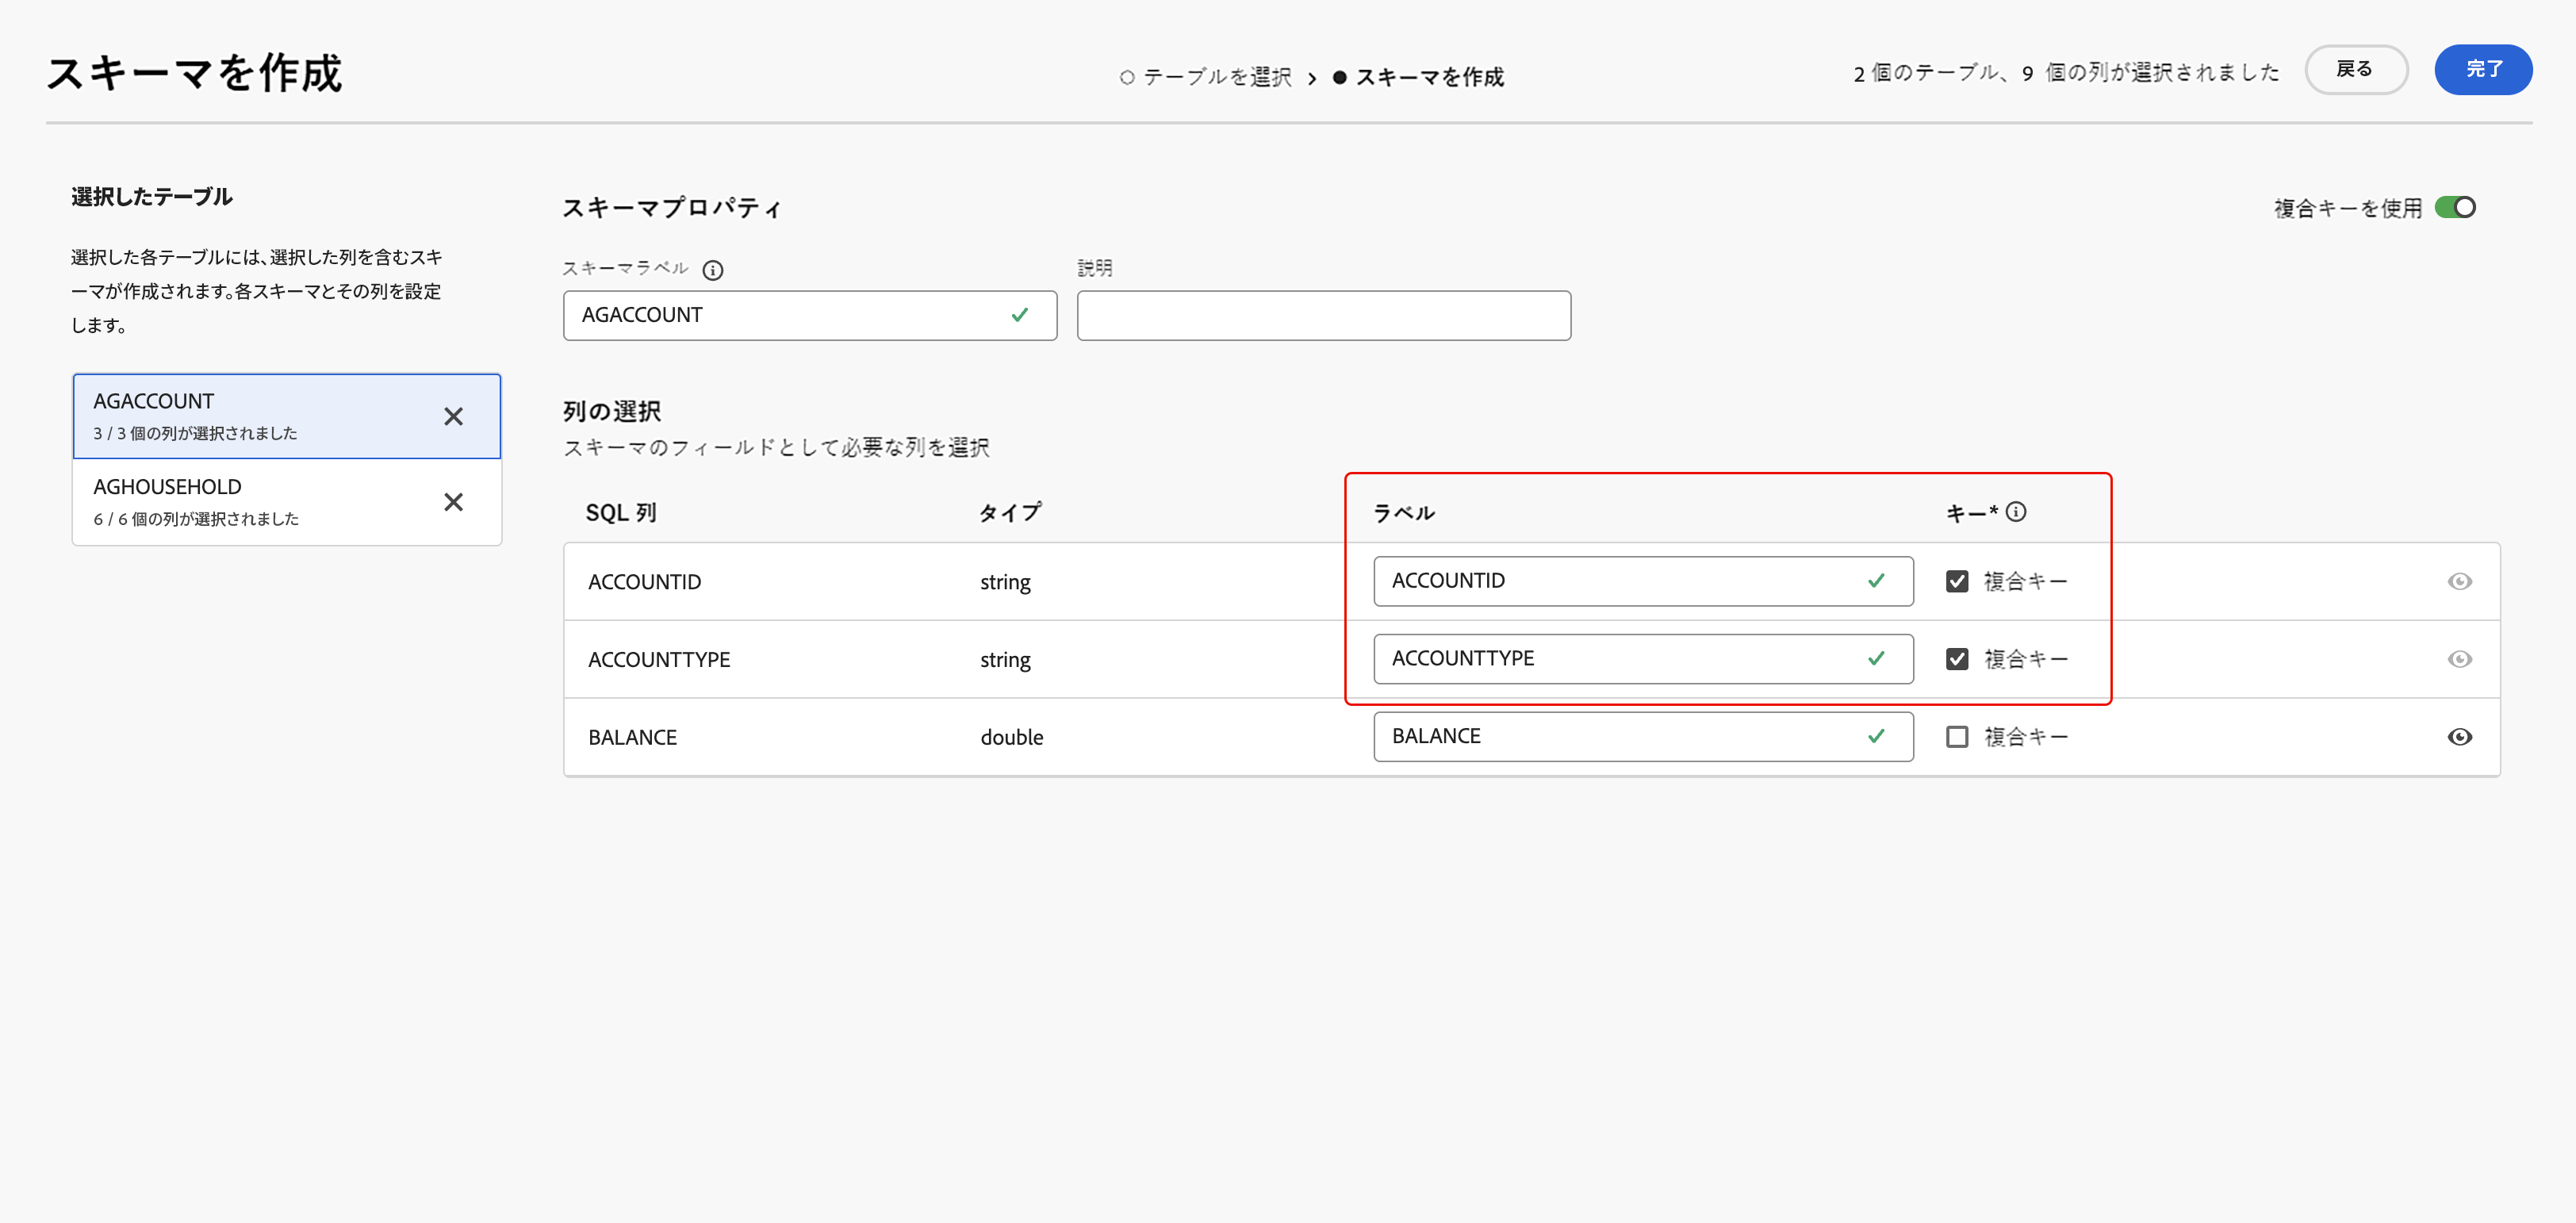 スキーマを作成
テーブルを選択 › スキーマを作成
2 個のテーブル、9 個の列が選択されました
戻る
完了
選択したテーブル
選択した各テーブルには、選択した列を含むスキ
ーマが作成されます。各スキーマとその列を設定
します。
AGACCOUNT
3 / 3 個の列が選択されました
AGHOUSEHOLD
6 / 6 個の列が選択されました
スキーマプロパティ
複合キーを使用
スキーマラベル
説明
AGACCOUNT
列の選択
スキーマのフィールドとして必要な列を選択
SQL 列 タイプ ラベル キー*
ACCOUNTID string ACCOUNTID 複合キー
ACCOUNTTYPE string ACCOUNTTYPE 複合キー
BALANCE double BALANCE 複合キー